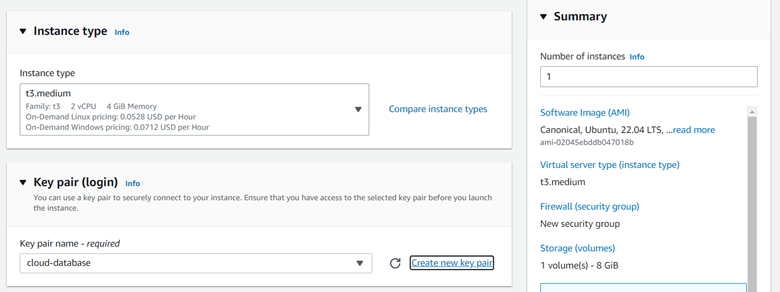 Instance type Info
Instance type
t3.medium
Family: t3 2 vCPU 4 GiB Memory
On-Demand Linux pricing: 0.0528 USD per Hour
On-Demand Windows pricing: 0.0712 USD per Hour
Compare instance types
Key pair (login) Info
You can use a key pair to securely connect to your instance. Ensure that you have access to the selected key pair before you launch
the instance.
Key pair name - required
cloud-database
Create new key pair
Summary
Number of instances Info
1
Software Image (AMI)
Canonical, Ubuntu, 22.04 LTS, ...read more
ami-02045ebddb047018b
Virtual server type (instance type)
t3.medium
Firewall (security group)
New security group
Storage (volumes)
1 volume(s) - 8 GiB